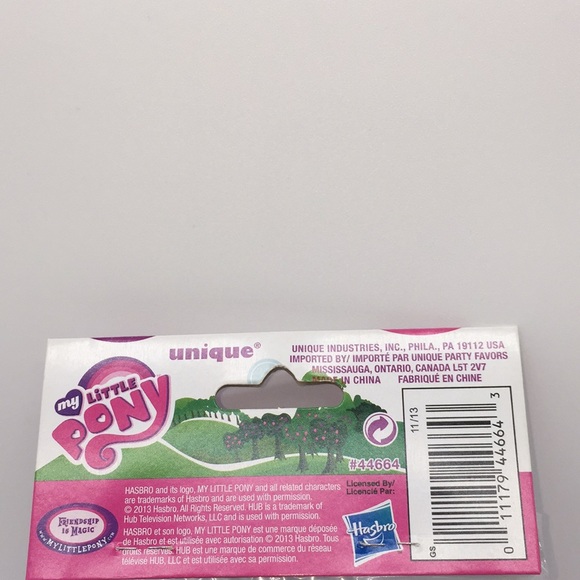 unique®
UNIQUE INDUSTRIES, INC., PHILA., PA 19112 USA
IMPORTED BY/ IMPORTÉ PAR UNIQUE PARTY FAVORS
MISSISSAUGA, ONTARIO, CANADA L5T 2V7
MADE IN CHINA FABRIQUÉ EN CHINE
my LITTLE
PONY
#44664
11/13
HASBRO and its logo, MY LITTLE PONY and all related characters
are trademarks of Hasbro and are used with permission.
© 2013 Hasbro. All Rights Reserved. HUB is a trademark of
Hub Television Networks, LLC and is used with permission.
HASBRO et son logo, MY LITTLE PONY est une marque déposée
de Hasbro et est utilisée avec autorisation © 2013 Hasbro. Tous
droits réservés. HUB est une marque de commerce du réseau
télévisé HUB, LLC et est utilisée avec permission.
Licensed By/
Licencié Par:
Hasbro
FRIENDSHIP
IS MAGIC
WWW.MYLITTLEPONY.COM
GS
0 11179 44664 3